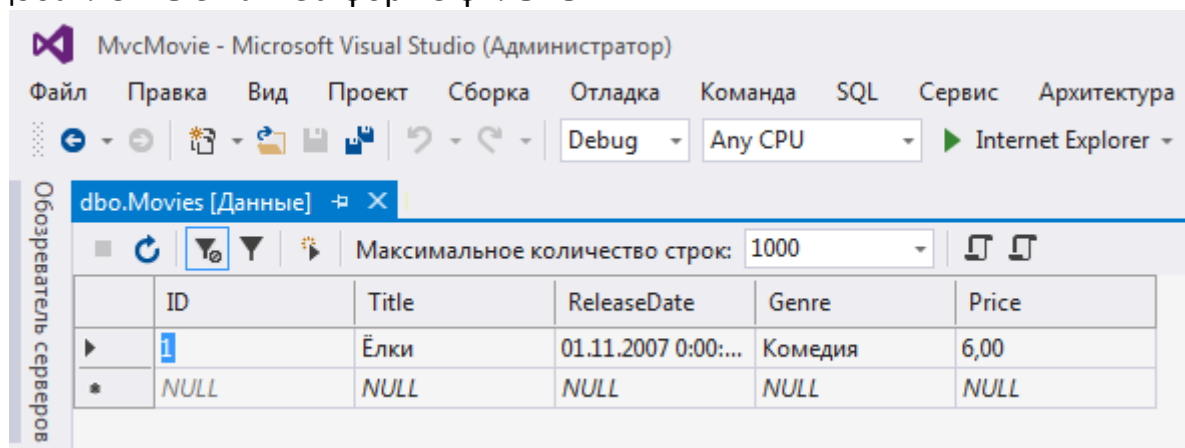 MvcMovie - Microsoft Visual Studio (Администратор)
Файл Правка Вид Проект Сборка Отладка Команда SQL Сервис Архитектура
Debug Any CPU Internet Explorer
Обозреватель серверов
dbo.Movies [Данные]
Максимальное количество строк: 1000
ID Title ReleaseDate Genre Price
1 Ёлки 01.11.2007 0:00:... Комедия 6,00
NULL NULL NULL NULL NULL